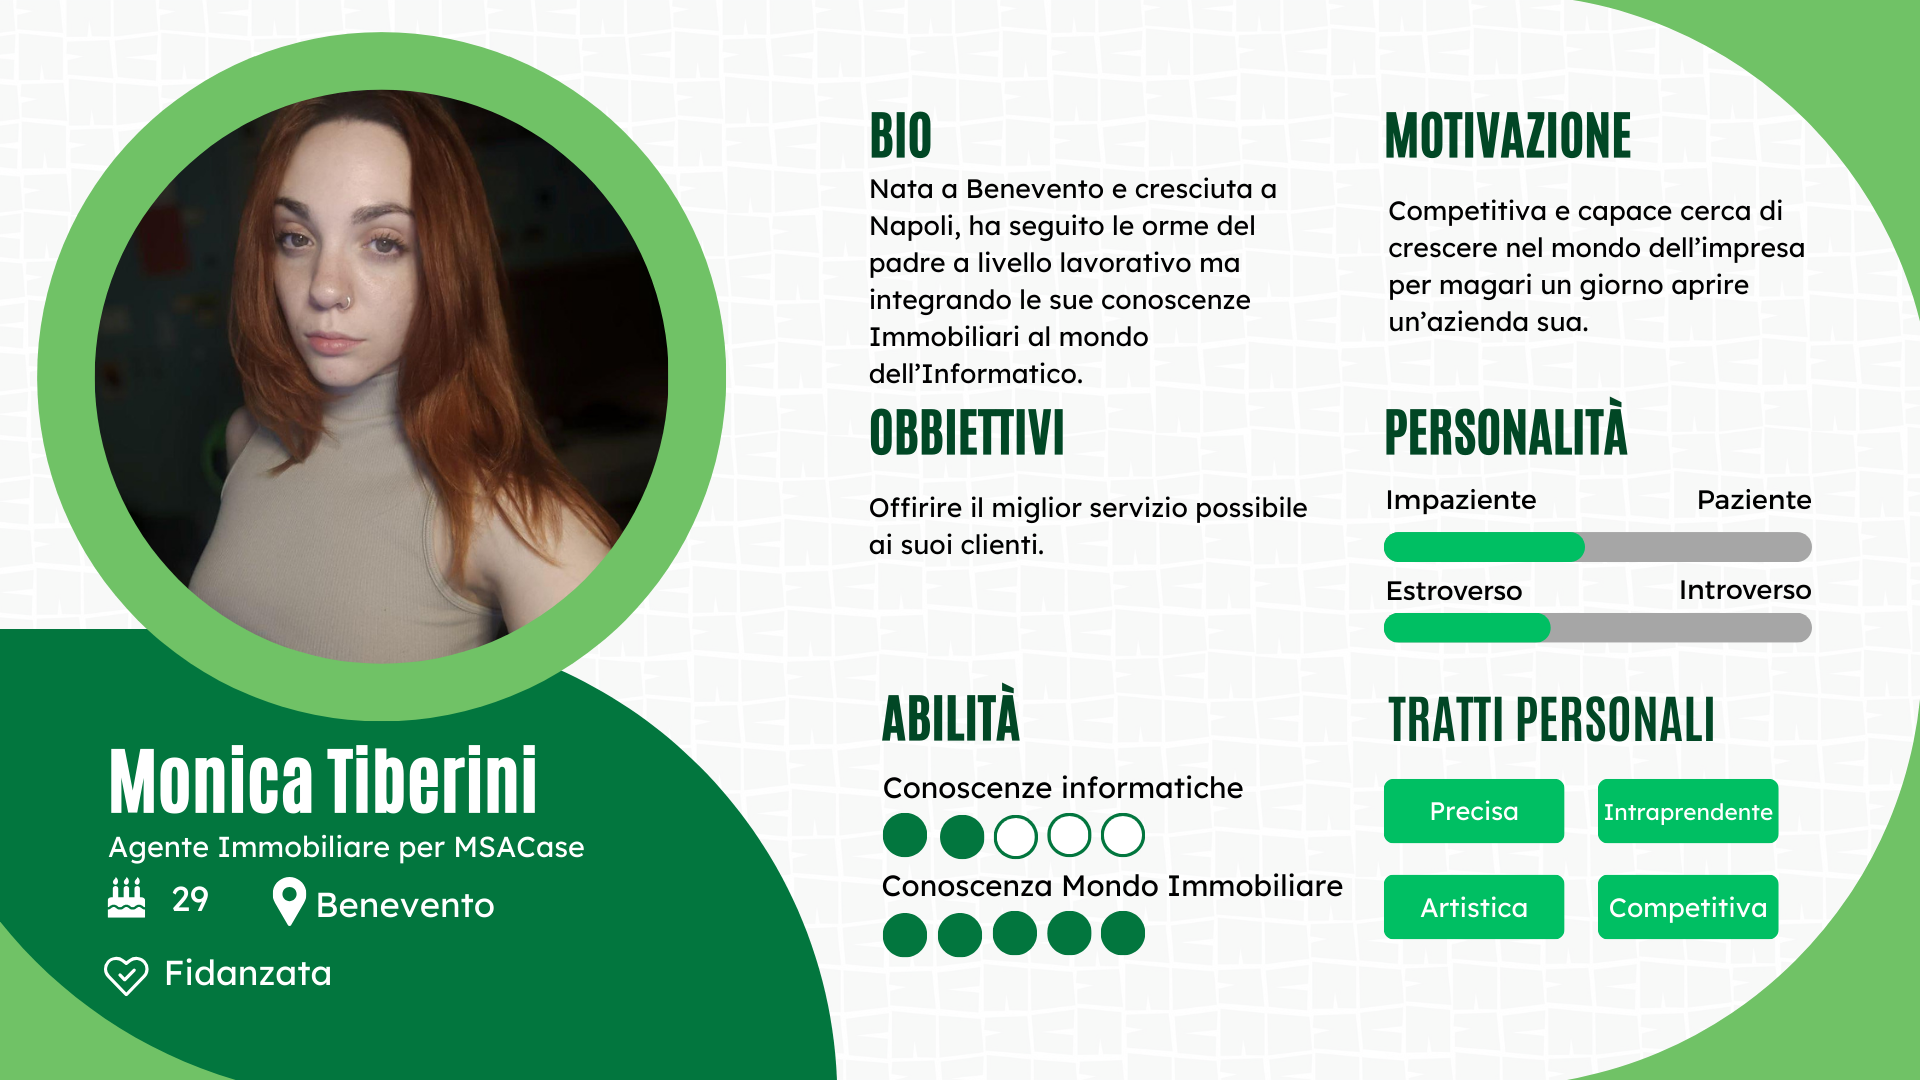 Monica Tiberini
Agente Immobiliare per MSACase
29
Benevento
Fidanzata
BIO
Nata a Benevento e cresciuta a
Napoli, ha seguito le orme del
padre a livello lavorativo ma
integrando le sue conoscenze
Immobiliari al mondo
dell’Informatico.
OBBIETTIVI
Offirire il miglior servizio possibile
ai suoi clienti.
ABILITÀ
Conoscenze informatiche
Conoscenza Mondo Immobiliare
MOTIVAZIONE
Competitiva e capace cerca di
crescere nel mondo dell’impresa
per magari un giorno aprire
un’azienda sua.
PERSONALITÀ
Impaziente Paziente
Estroverso Introverso
TRATTI PERSONALI
Precisa Intraprendente
Artistica Competitiva